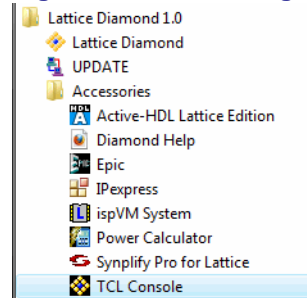 Lattice Diamond 1.0
Lattice Diamond
UPDATE
Accessories
Active-HDL Lattice Edition
Diamond Help
Epic
IPexpress
ispVM System
Power Calculator
Synplify Pro for Lattice
TCL Console